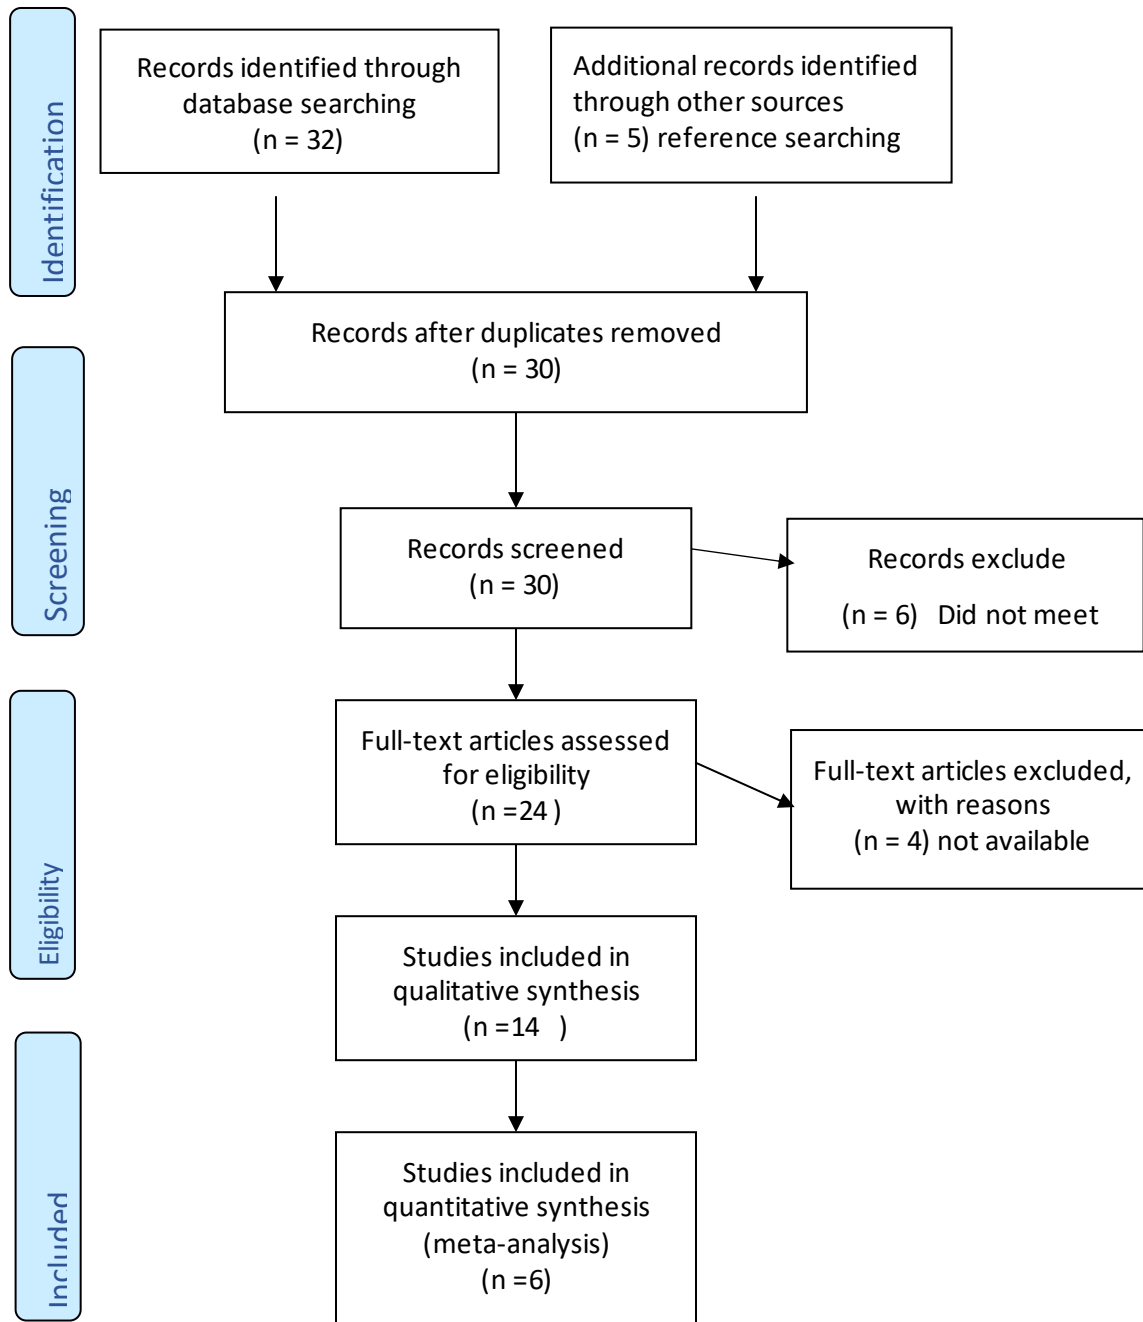 Identification
Records identified through
database searching
(n = 32)
Additional records identified
through other sources
(n = 5) reference searching
Records after duplicates removed
(n = 30)
Screening
Records screened
(n = 30)
Records exclude
(n = 6) Did not meet
Eligibility
Full-text articles assessed
for eligibility
(n =24 )
Full-text articles excluded,
with reasons
(n = 4) not available
Studies included in
qualitative synthesis
(n =14 )
Included
Studies included in
quantitative synthesis
(meta-analysis)
(n =6)